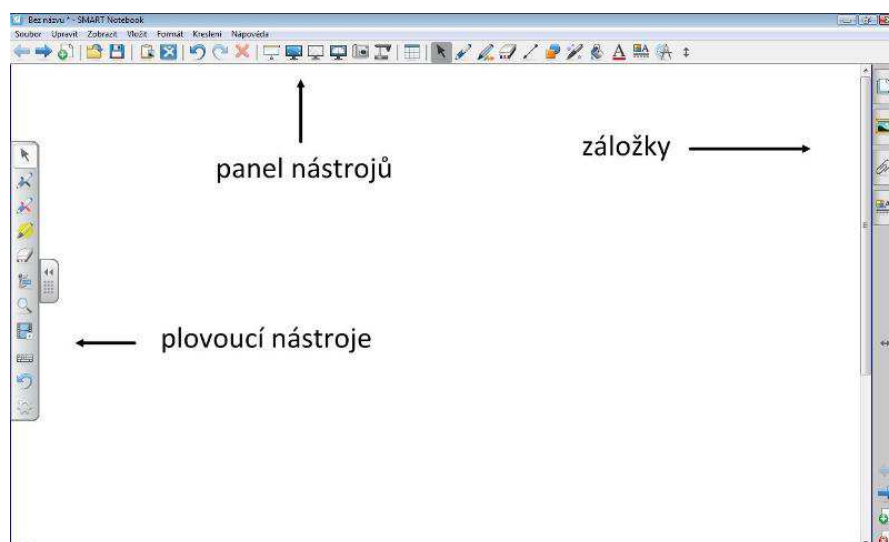 Bez názvu * - SMART Notebook
Soubor Upravit Zobrazit Vložit Formát Kreslení Nápověda
panel nástrojů
záložky
plovoucí nástroje